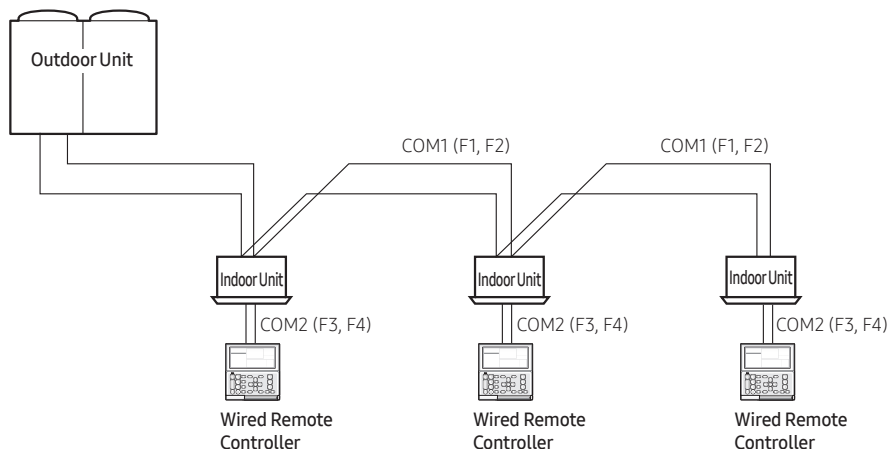 Outdoor Unit
COM1 (F1, F2)
COM1 (F1, F2)
Indoor Unit
Indoor Unit
Indoor Unit
COM2 (F3, F4)
COM2 (F3, F4)
COM2 (F3, F4)
Wired Remote
Controller
Wired Remote
Controller
Wired Remote
Controller